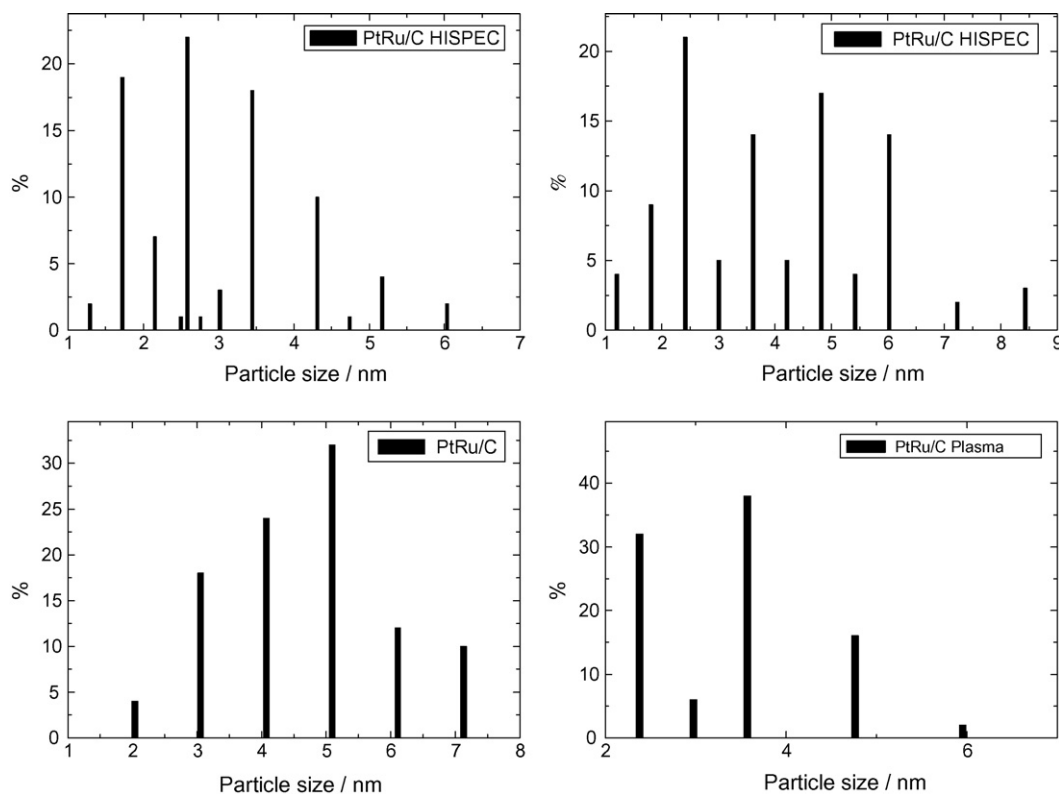 PtRu/C HISPEC
20
15
10
5
0
%
1 2 3 4 5 6 7
Particle size / nm
PtRu/C HISPEC
20
15
10
5
0
%
1 2 3 4 5 6 7 8 9
Particle size / nm
PtRu/C
30
25
20
15
10
5
0
%
1 2 3 4 5 6 7 8
Particle size / nm
PtRu/C Plasma
40
30
20
10
0
%
2 4 6
Particle size / nm